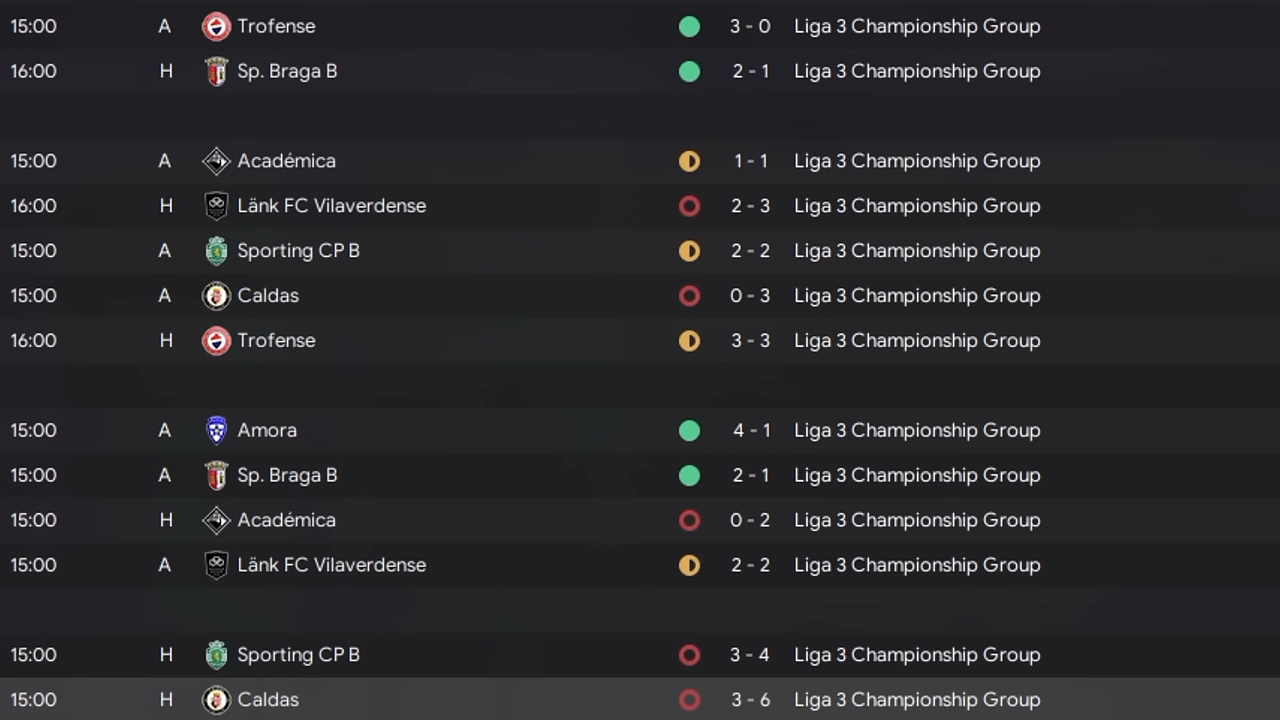 15:00 A Trofense 3 - 0 Liga 3 Championship Group
16:00 H Sp. Braga B 2 - 1 Liga 3 Championship Group
15:00 A Académica 1 - 1 Liga 3 Championship Group
16:00 H Länk FC Vilaverdense 2 - 3 Liga 3 Championship Group
15:00 A Sporting CP B 2 - 2 Liga 3 Championship Group
15:00 A Caldas 0 - 3 Liga 3 Championship Group
16:00 H Trofense 3 - 3 Liga 3 Championship Group
15:00 A Amora 4 - 1 Liga 3 Championship Group
15:00 A Sp. Braga B 2 - 1 Liga 3 Championship Group
15:00 H Académica 0 - 2 Liga 3 Championship Group
15:00 A Länk FC Vilaverdense 2 - 2 Liga 3 Championship Group
15:00 H Sporting CP B 3 - 4 Liga 3 Championship Group
15:00 H Caldas 3 - 6 Liga 3 Championship Group